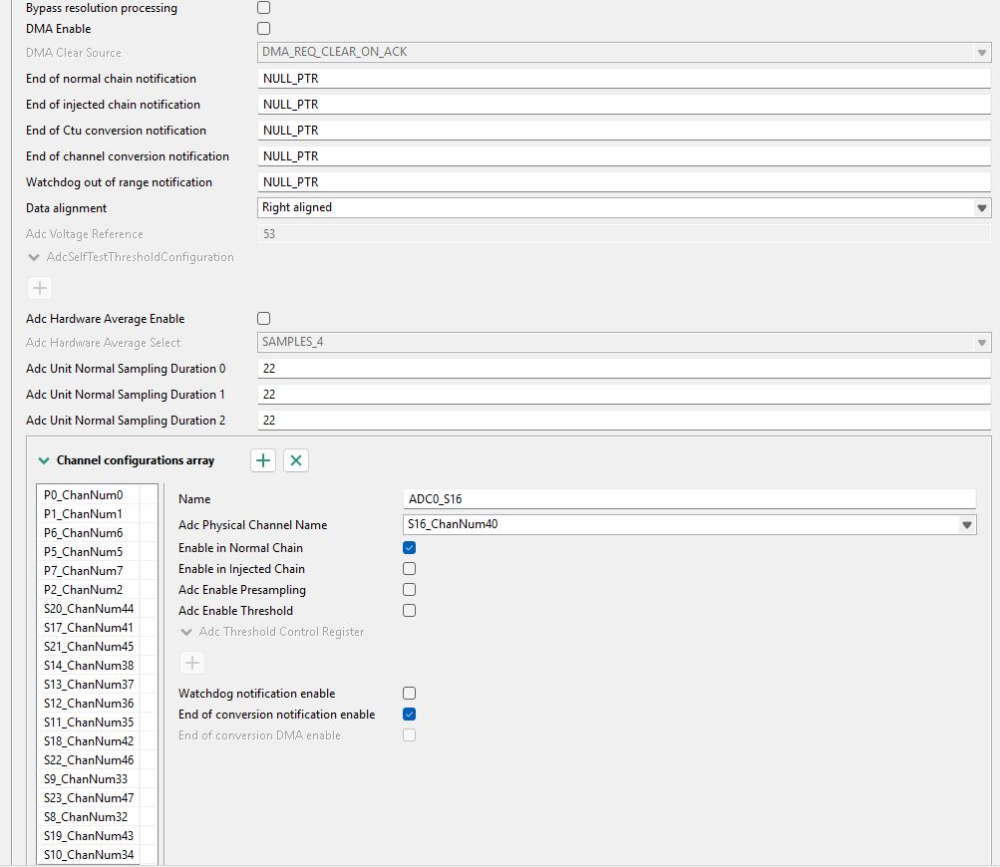 Bypass resolution processing
DMA Enable
DMA Clear Source DMA_REQ_CLEAR_ON_ACK
End of normal chain notification NULL_PTR
End of injected chain notification NULL_PTR
End of Ctu conversion notification NULL_PTR
End of channel conversion notification NULL_PTR
Watchdog out of range notification NULL_PTR
Data alignment Right aligned
Adc Voltage Reference 53
AdcSelfTestThresholdConfiguration
Adc Hardware Average Enable
Adc Hardware Average Select SAMPLES_4
Adc Unit Normal Sampling Duration 0 22
Adc Unit Normal Sampling Duration 1 22
Adc Unit Normal Sampling Duration 2 22
Channel configurations array
P0_ChanNum0
P1_ChanNum1
P6_ChanNum6
P5_ChanNum5
P7_ChanNum7
P2_ChanNum2
S20_ChanNum44
S17_ChanNum41
S21_ChanNum45
S14_ChanNum38
S13_ChanNum37
S12_ChanNum36
S11_ChanNum35
S18_ChanNum42
S22_ChanNum46
S9_ChanNum33
S23_ChanNum47
S8_ChanNum32
S19_ChanNum43
S10_ChanNum34
Name ADC0_S16
Adc Physical Channel Name S16_ChanNum40
Enable in Normal Chain
Enable in Injected Chain
Adc Enable Presampling
Adc Enable Threshold
Adc Threshold Control Register
Watchdog notification enable
End of conversion notification enable
End of conversion DMA enable